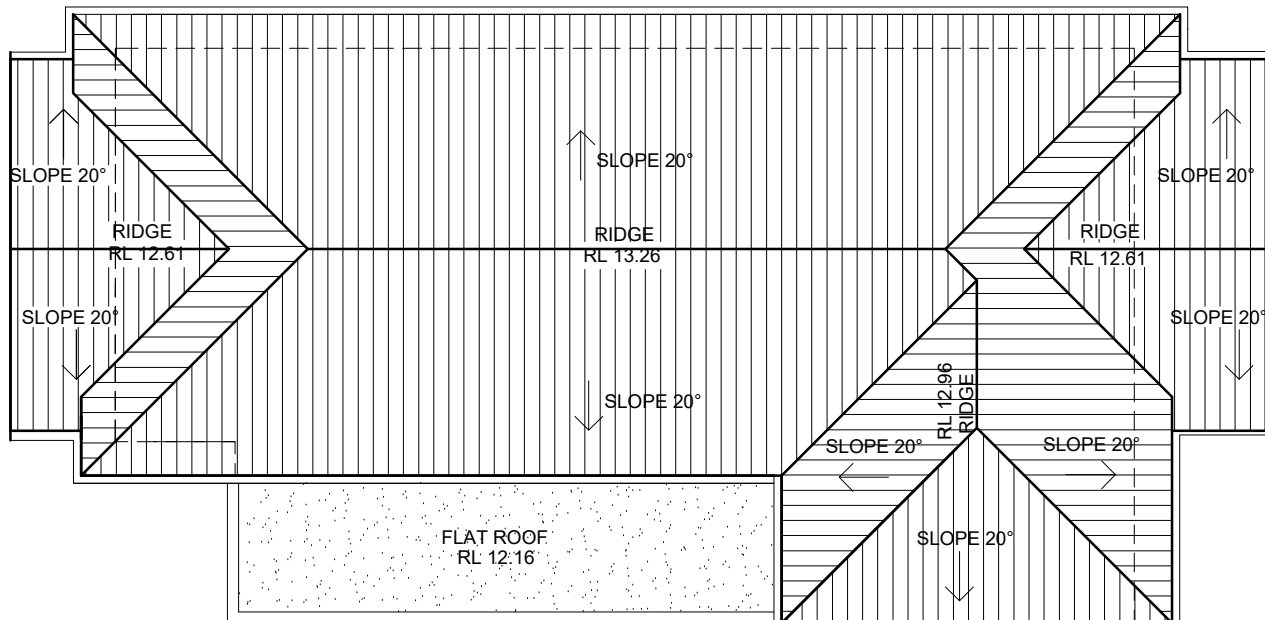 SLOPE 20°
SLOPE 20°
SLOPE 20°
RIDGE
RL 12.61
RIDGE
RL 13.26
RIDGE
RL 12.61
SLOPE 20°
SLOPE 20°
SLOPE 20°
RL 12.96
RIDGE
SLOPE 20°
SLOPE 20°
FLAT ROOF
RL 12.16
SLOPE 20°